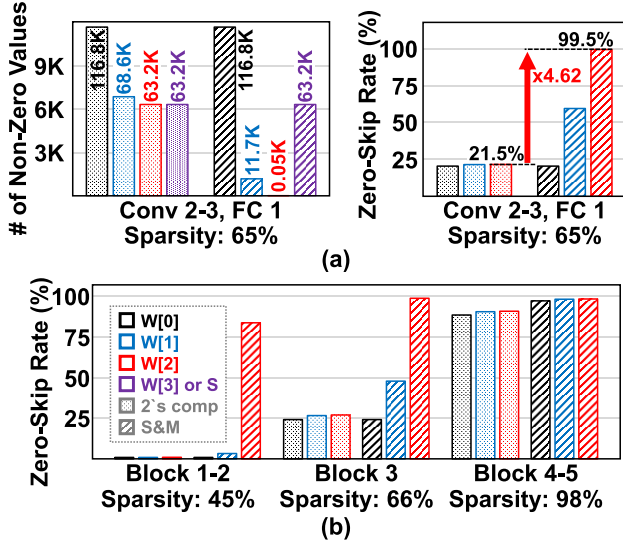 # of Non-Zero Values
9K
6K
3K
116.8K
68.6K
63.2K
63.2K
116.8K
11.7K
0.05K
63.2K
Conv 2-3, FC 1
Sparsity: 65%
Zero-Skip Rate (%)
100
75
50
25
21.5%
99.5%
x4.62
Conv 2-3, FC 1
Sparsity: 65%
(a)
Zero-Skip Rate (%)
100
75
50
25
W[0]
W[1]
W[2]
W[3] or S
2`s comp
S&M
Block 1-2
Sparsity: 45%
Block 3
Sparsity: 66%
Block 4-5
Sparsity: 98%
(b)